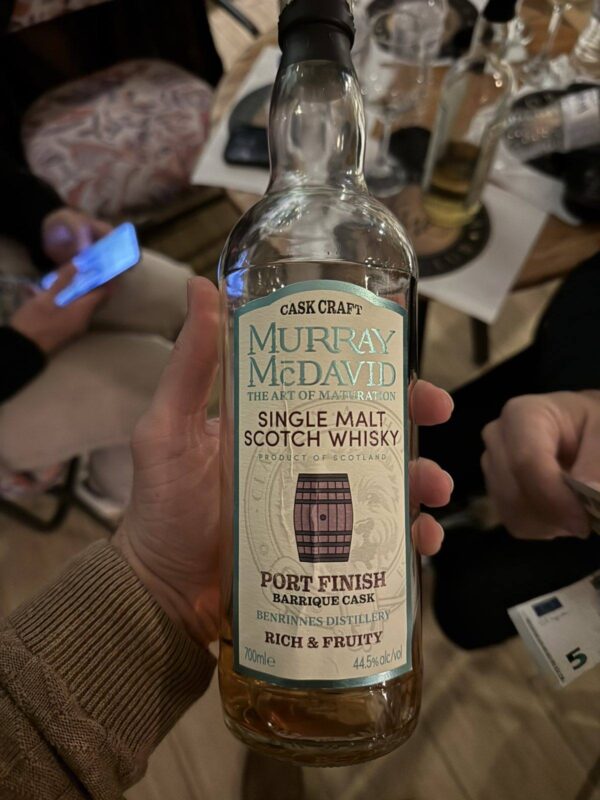 CASK CRAFT
MURRAY
McDAVID
THE ART OF MATURATION
SINGLE MALT
SCOTCH WHISKY
PRODUCT OF SCOTLAND
PORT FINISH
BARRIQUE CASK
BENRINNES DISTILLERY
RICH & FRUITY
700ml℮ 44.5% alc/vol
5